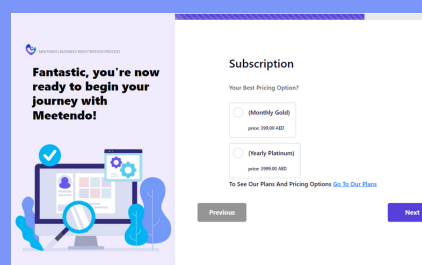 MEETENDO BUSINESS REGISTRATION PROCESS
Fantastic, you're now
ready to begin your
journey with
Meetendo!
Subscription
Your Best Pricing Option?
(Monthly Gold)
price: 399.00 AED
(Yearly Platinum)
price: 3999.00 AED
To See Our Plans And Pricing Options Go To Our Plans
Previous
Next